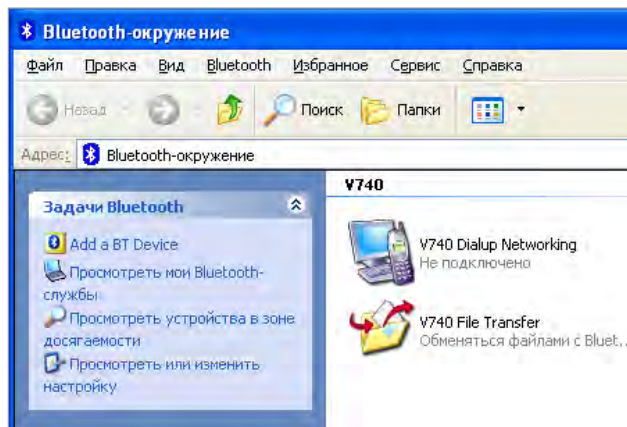 Bluetooth-окружение
Файл Правка Вид Bluetooth Избранное Сервис Справка
Назад Поиск Папки
Адрес: Bluetooth-окружение
Задачи Bluetooth
Add a BT Device
Просмотреть мои Bluetooth-
службы
Просмотреть устройства в зоне
досягаемости
Просмотреть или изменить
настройку
V740
V740 Dialup Networking
Не подключено
V740 File Transfer
Обменяться файлами с Bluet...